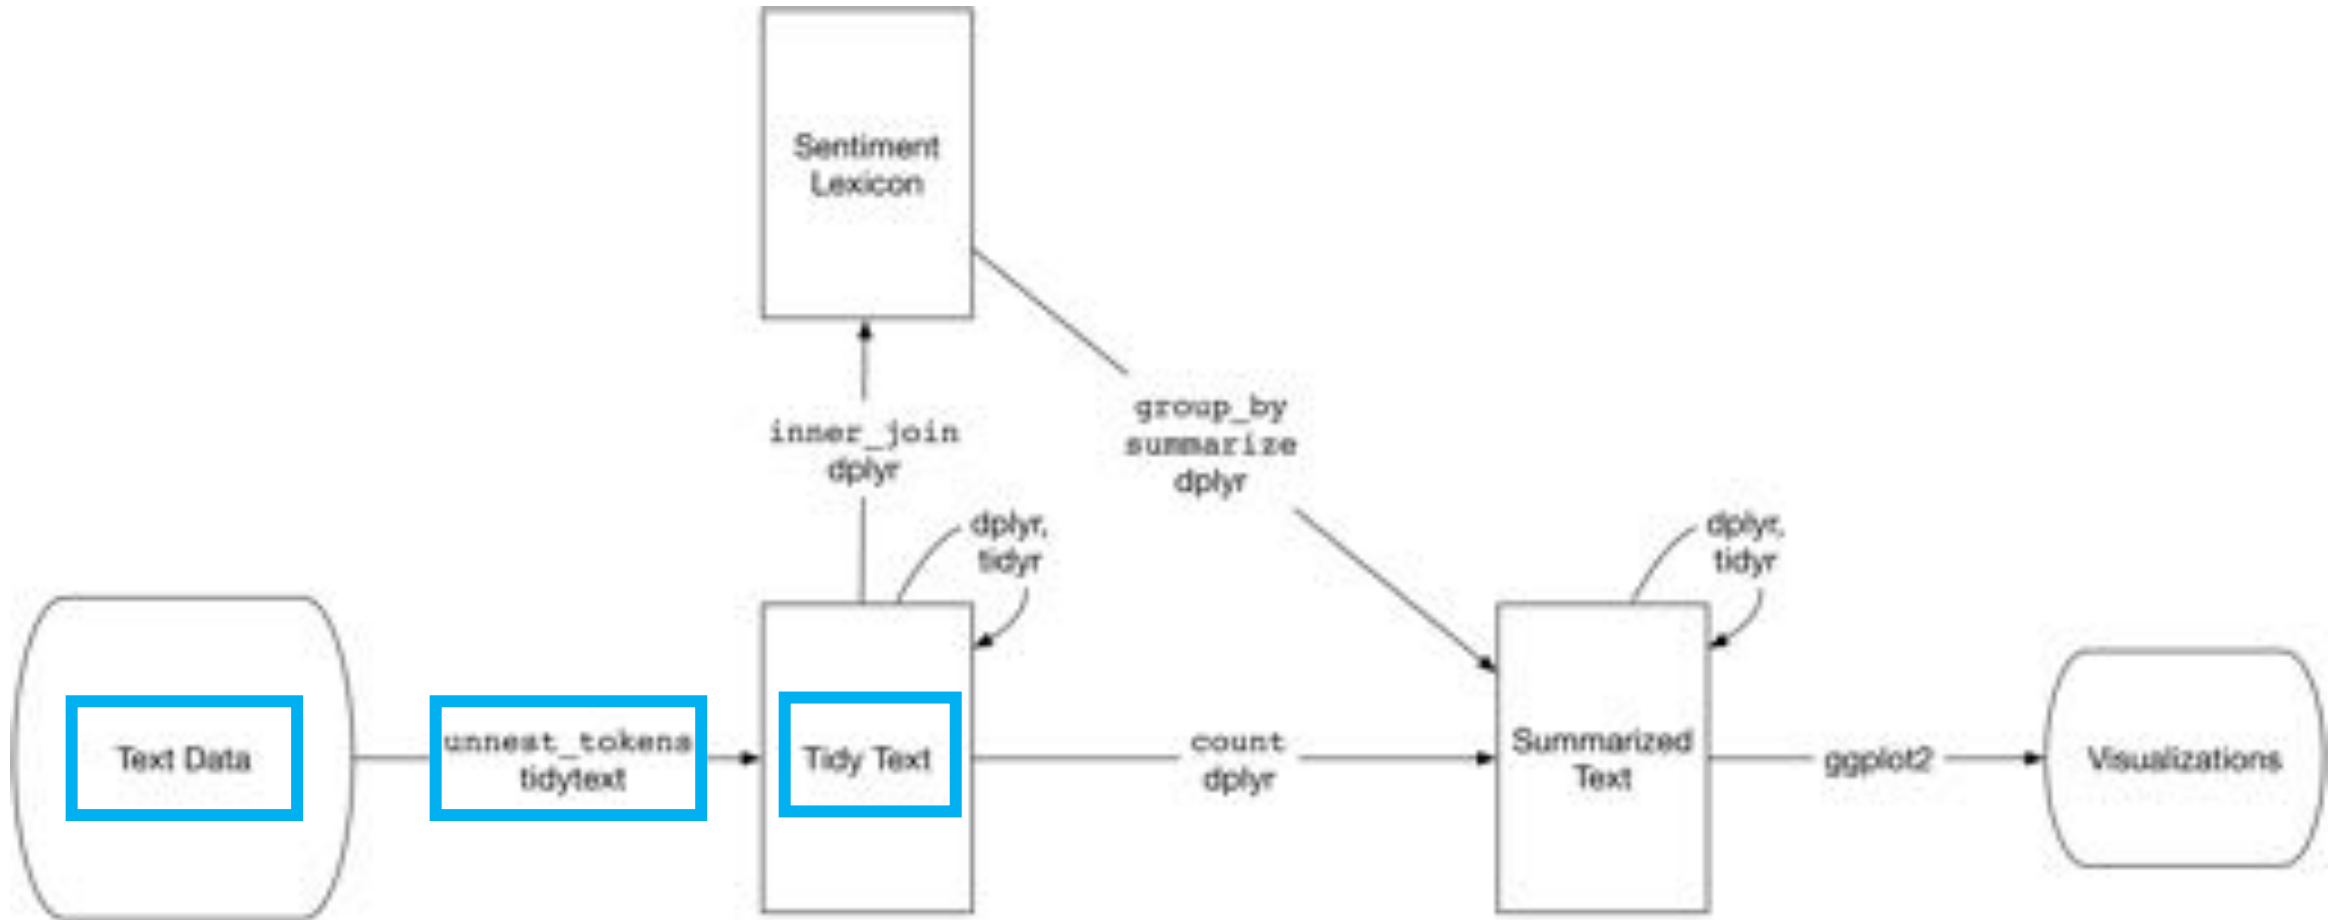 Sentiment
Lexicon
inner_join
dplyr
group_by
summarize
dplyr
dplyr,
tidyr
dplyr,
tidyr
Text Data
unnest_tokens
tidytext
Tidy Text
count
dplyr
Summarized
Text
ggplot2
Visualizations